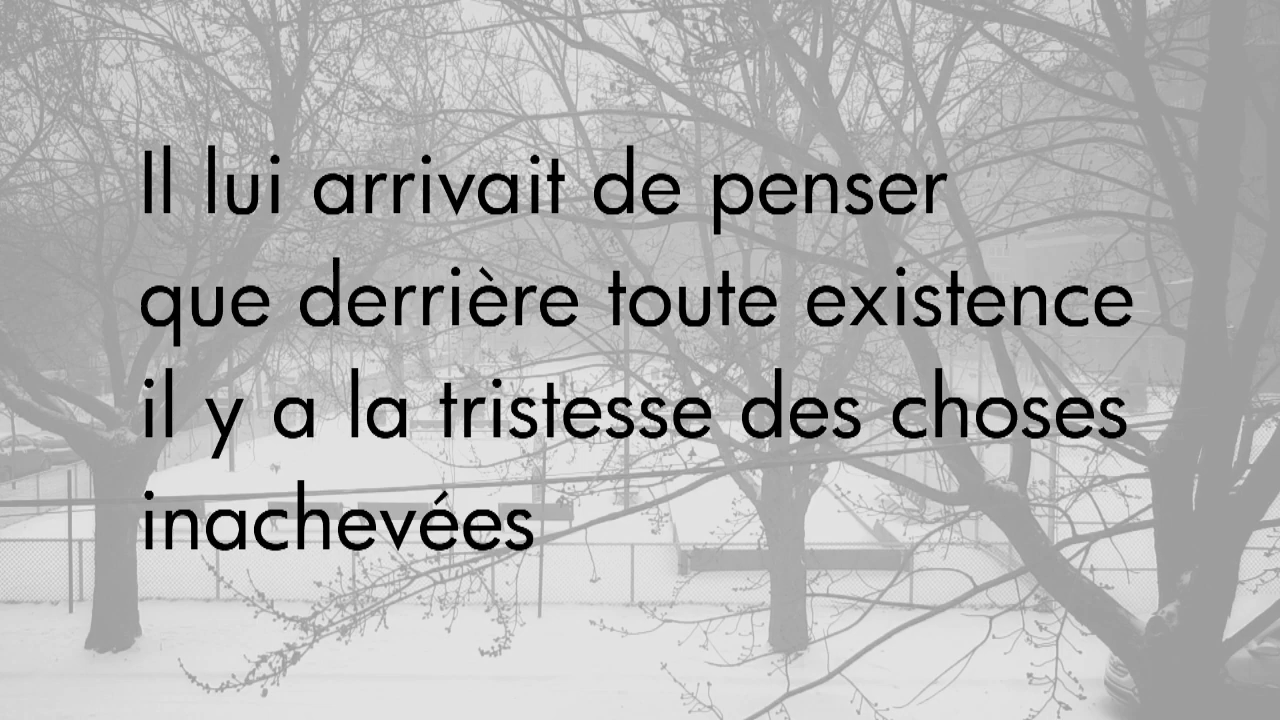 Il lui arrivait de penser
que derrière toute existence
il y a la tristesse des choses
inachevées